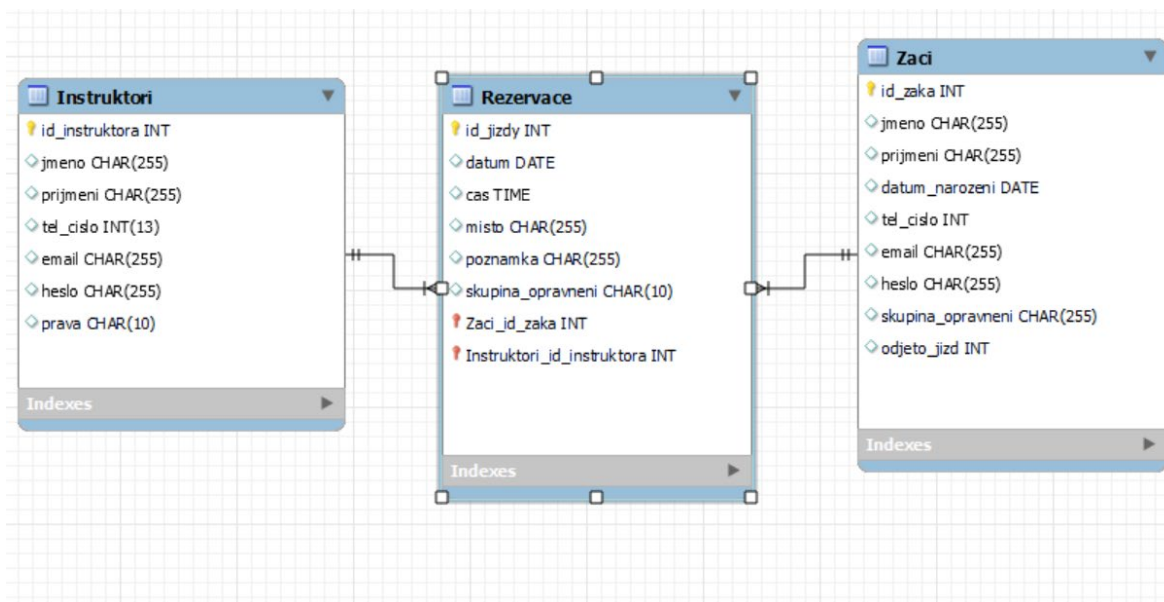 Instruktori
id_instruktora INT
jmeno CHAR(255)
prijmeni CHAR(255)
tel_cislo INT(13)
email CHAR(255)
heslo CHAR(255)
prava CHAR(10)
Indexes
Rezervace
id_jizdy INT
datum DATE
cas TIME
misto CHAR(255)
poznamka CHAR(255)
skupina_opravneni CHAR(10)
Zaci_id_zaka INT
Instruktori_id_instruktora INT
Indexes
Zaci
id_zaka INT
jmeno CHAR(255)
prijmeni CHAR(255)
datum_narozeni DATE
tel_cislo INT
email CHAR(255)
heslo CHAR(255)
skupina_opravneni CHAR(255)
odjeto_jizd INT
Indexes